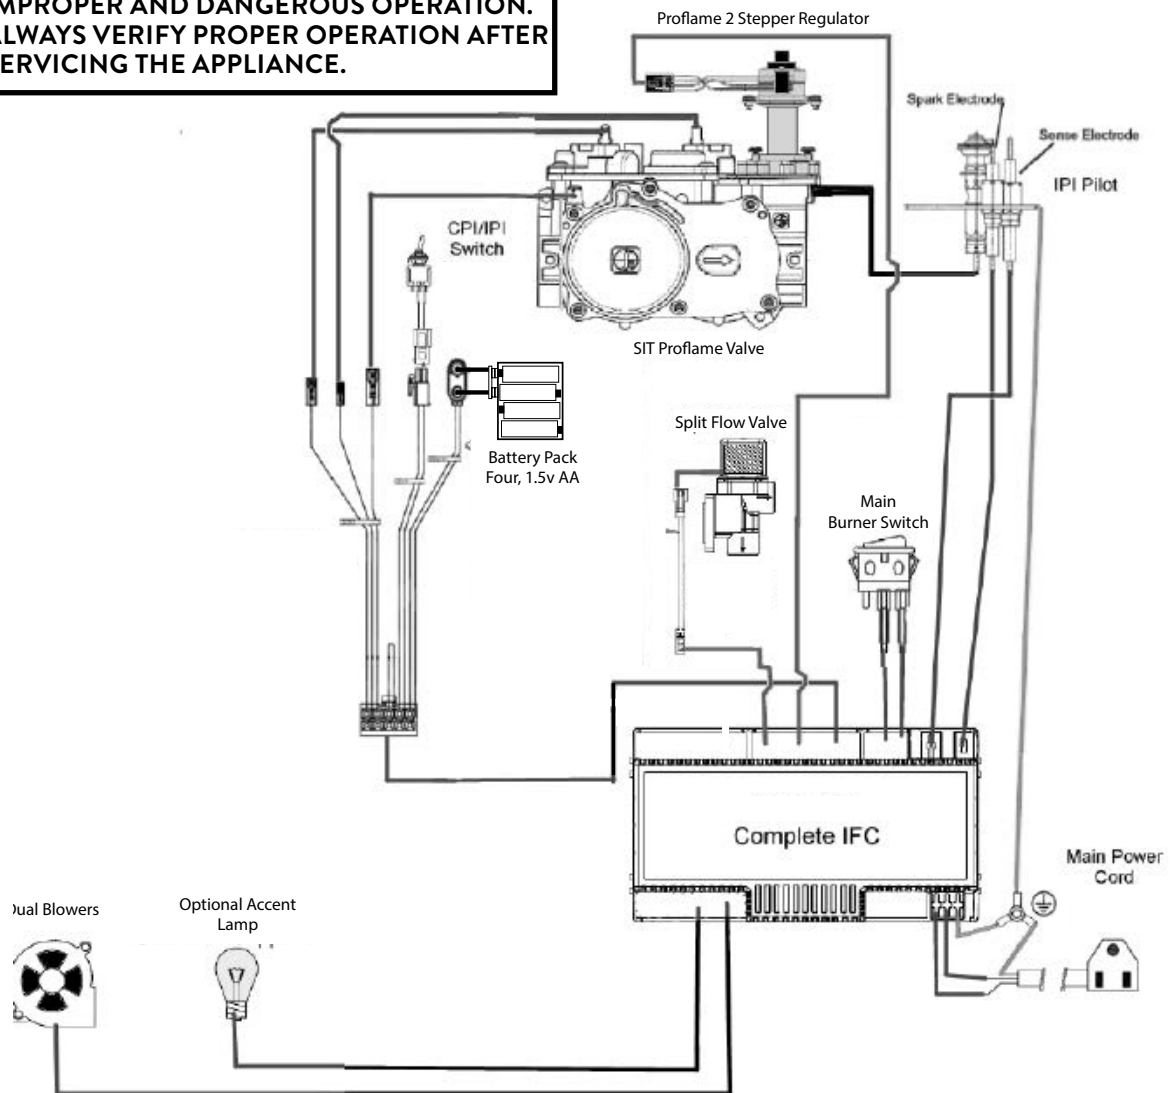 MPROPER AND DANGEROUS OPERATION.
ALWAYS VERIFY PROPER OPERATION AFTER
SERVICING THE APPLIANCE.
Proflame 2 Stepper Regulator
Spark Electrode
Sense Electrode
IPI Pilot
CPI/IPI
Switch
SIT Proflame Valve
Battery Pack
Four, 1.5v AA
Split Flow Valve
Main
Burner Switch
Complete IFC
Main Power
Cord
Dual Blowers
Optional Accent
Lamp